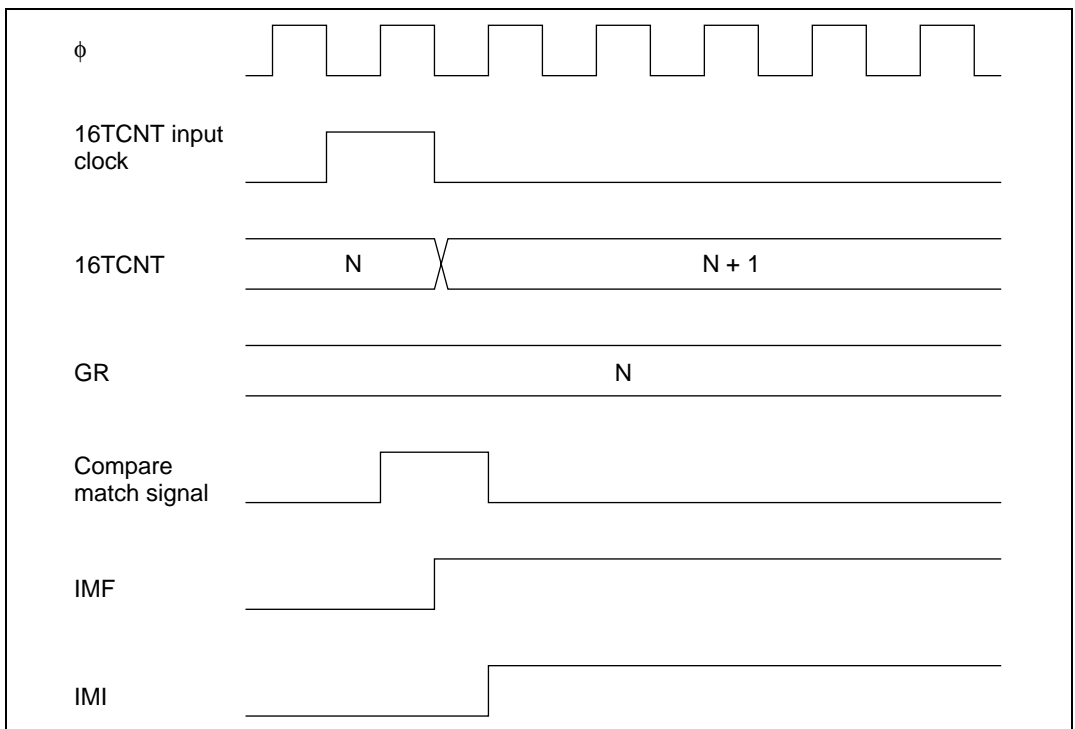 ϕ
16TCNT input
clock
16TCNT
N
N + 1
GR
N
Compare
match signal
IMF
IMI